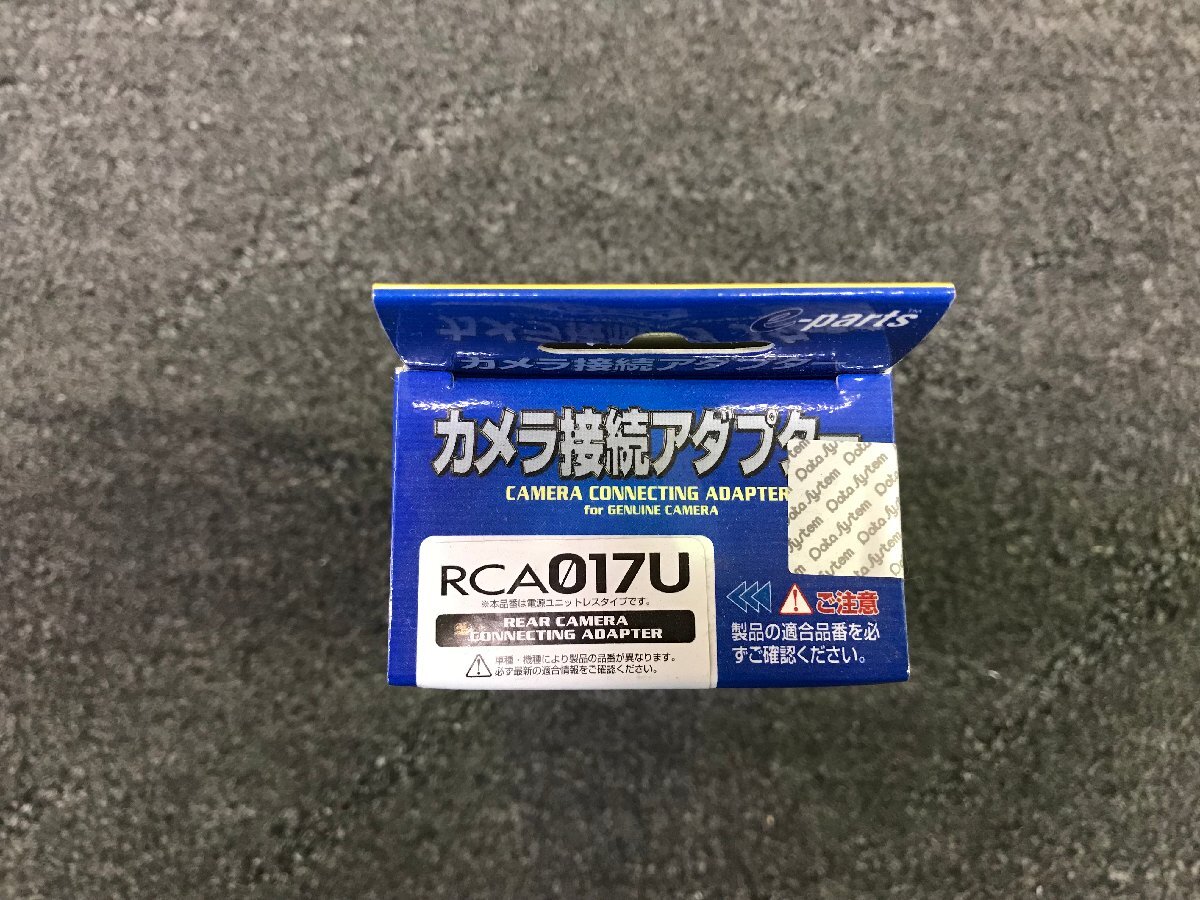 e-parts™
カメラ接続アダプター
カメラ接続アダプター
CAMERA CONNECTING ADAPTER
for GENUINE CAMERA
Data System
RCA017U
※本品番は電源ユニットレスタイプです。
REAR CAMERA
CONNECTING ADAPTER
車種・機種により製品の品番が異なります。
必ず最新の適合情報をご確認ください。
ご注意
製品の適合品番を必
ずご確認ください。